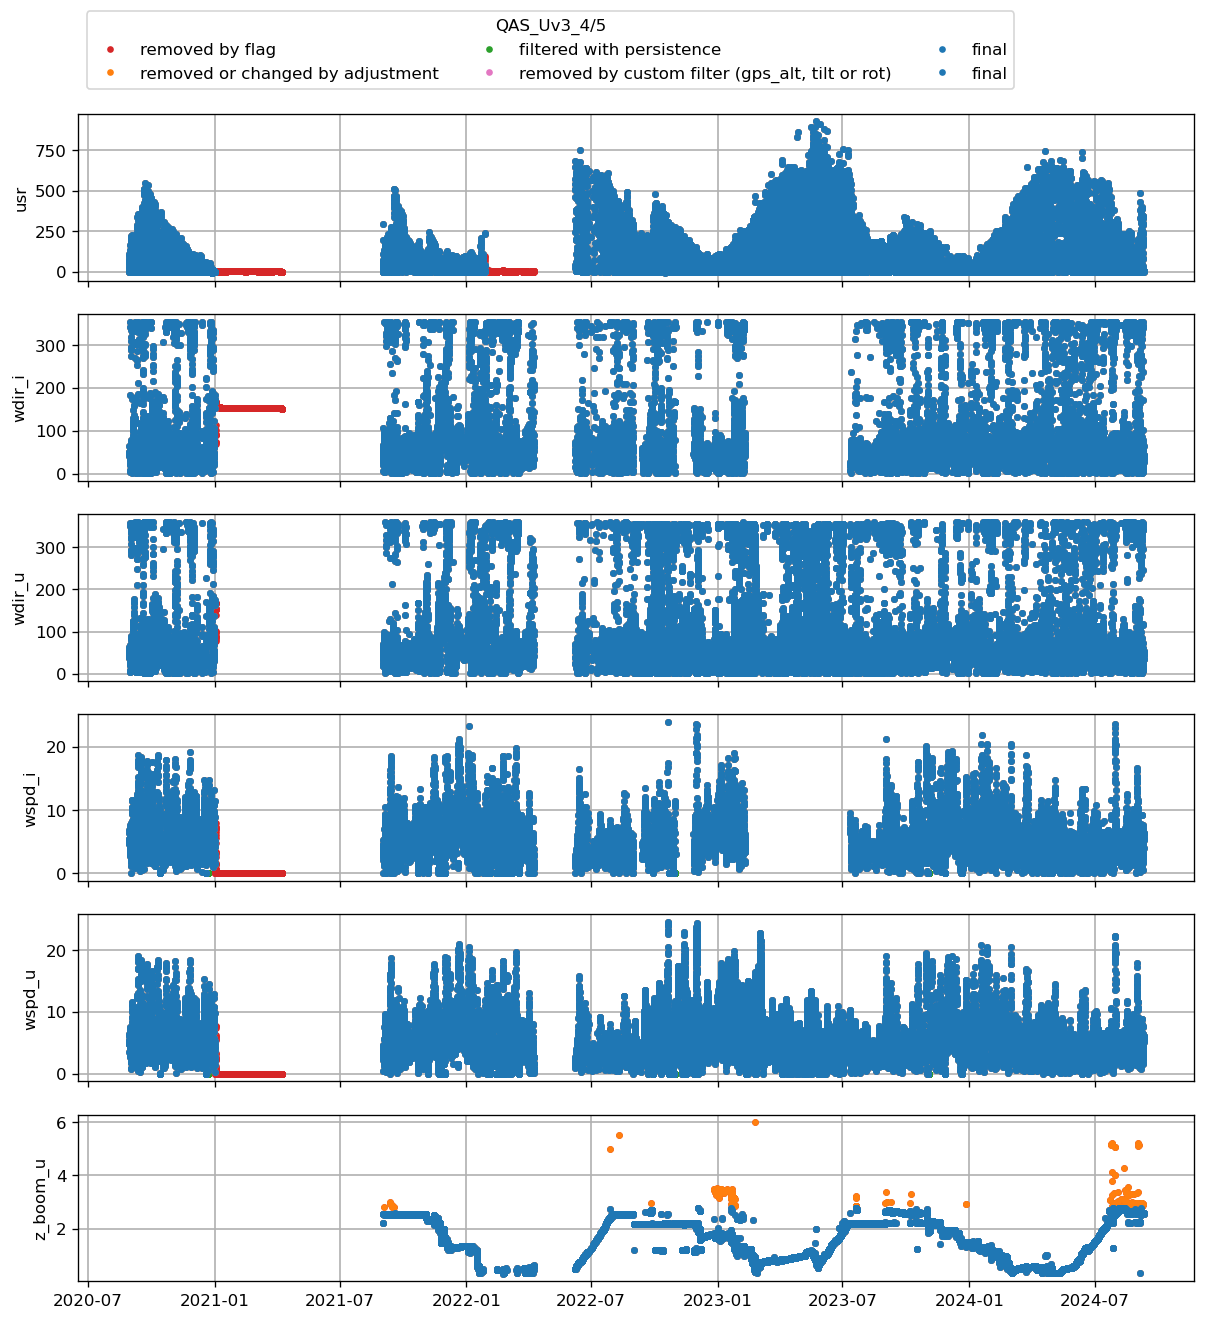 QAS_Uv3_4/5
removed by flag
filtered with persistence
final
removed or changed by adjustment
removed by custom filter (gps_alt, tilt or rot)
final
usr
750
500
250
0
wdir_i
300
200
100
0
wdir_u
300
200
100
0
wspd_i
20
10
0
wspd_u
20
10
0
z_boom_u
6
4
2
2020-07
2021-01
2021-07
2022-01
2022-07
2023-01
2023-07
2024-01
2024-07